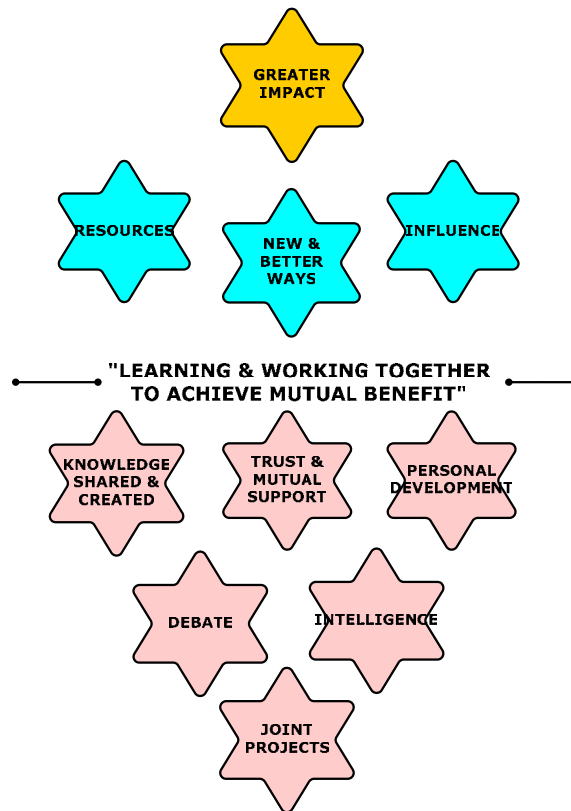 GREATER
IMPACT
RESOURCES
NEW &
BETTER
WAYS
INFLUENCE
"LEARNING & WORKING TOGETHER
TO ACHIEVE MUTUAL BENEFIT"
KNOWLEDGE
SHARED &
CREATED
TRUST &
MUTUAL
SUPPORT
PERSONAL
DEVELOPMENT
DEBATE
INTELLIGENCE
JOINT
PROJECTS